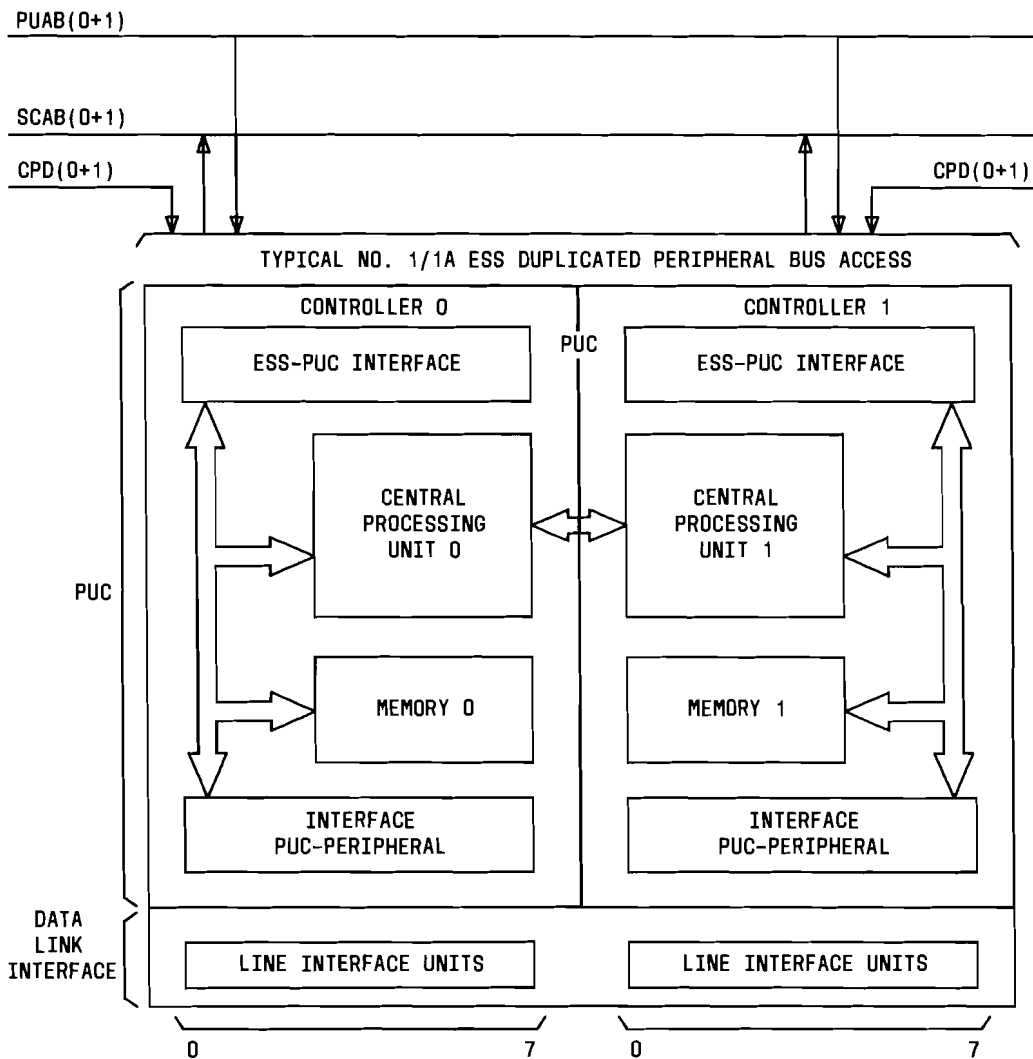 PUAB(0+1)
SCAB(0+1)
CPD(0+1)
CPD(0+1)
TYPICAL NO. 1/1A ESS DUPLICATED PERIPHERAL BUS ACCESS
CONTROLLER 0
CONTROLLER 1
PUC
ESS-PUC INTERFACE
ESS-PUC INTERFACE
CENTRAL
PROCESSING
UNIT 0
CENTRAL
PROCESSING
UNIT 1
PUC
MEMORY 0
MEMORY 1
INTERFACE
PUC-PERIPHERAL
INTERFACE
PUC-PERIPHERAL
DATA
LINK
INTERFACE
LINE INTERFACE UNITS
LINE INTERFACE UNITS
0 7
0 7